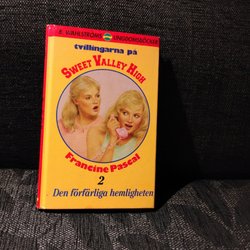 B. WAHLSTRÖMS UNGDOMSBÖCKER
tvillingarna på
SWEET VALLEY HIGH
Francine Pascal
2
Den förfärliga hemligheten